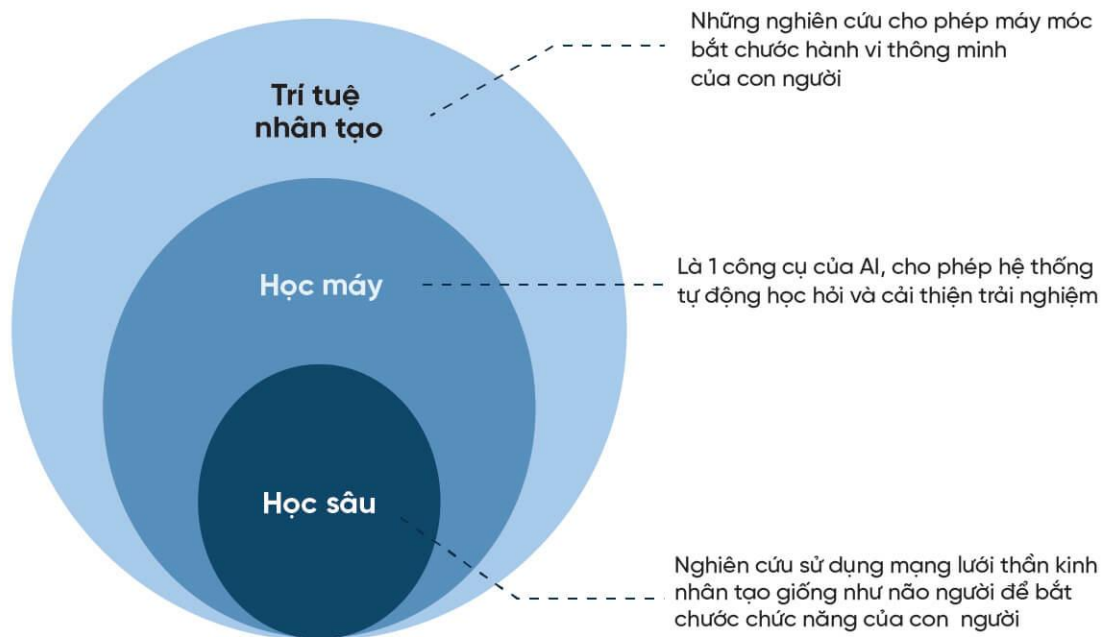 Những nghiên cứu cho phép máy móc
bắt chước hành vi thông minh
của con người
Trí tuệ
nhân tạo
Học máy
Là 1 công cụ của AI, cho phép hệ thống
tự động học hỏi và cải thiện trải nghiệm
Học sâu
Nghiên cứu sử dụng mạng lưới thần kinh
nhân tạo giống như não người để bắt
chước chức năng của con người